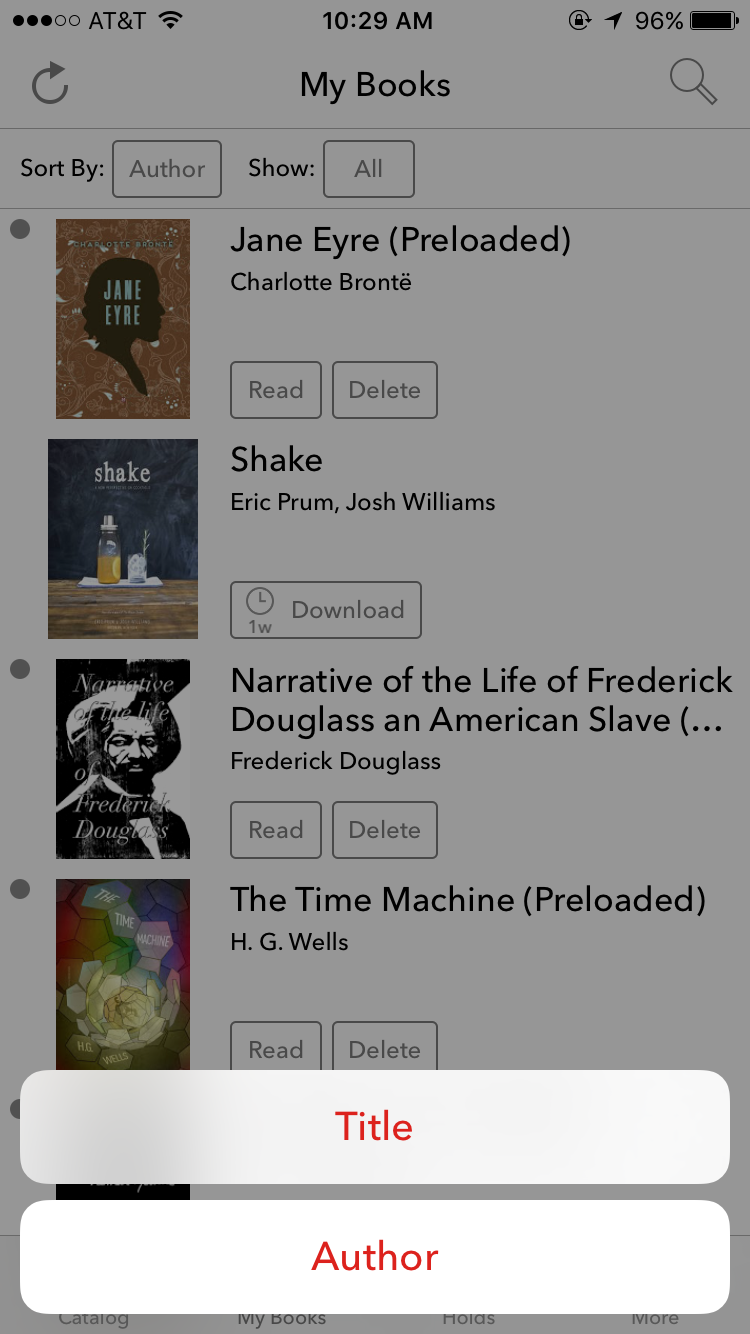 AT&T 10:29 AM 96%
My Books
Sort By: Author Show: All
CHARLOTTE BRONTË
JANE
EYRE
Jane Eyre (Preloaded)
Charlotte Brontë
Read Delete
shake
Shake
Eric Prum, Josh Williams
1w Download
Narrative
of the life
of
Frederick
Douglass
Narrative of the Life of Frederick
Douglass an American Slave (...
Frederick Douglass
Read Delete
THE
TIME
MACHINE
H.G.
WELLS
The Time Machine (Preloaded)
H. G. Wells
Read Delete
Title
Author
Catalog My Books Holds More